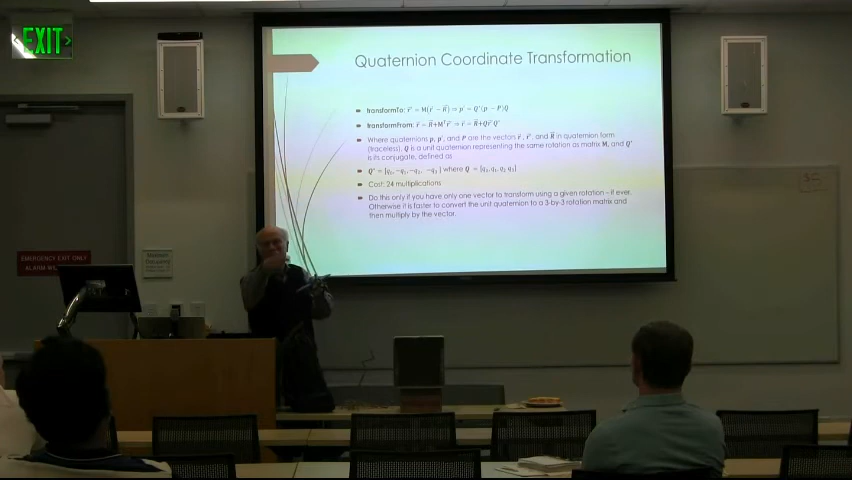 EXIT
Quaternion Coordinate Transformation
transformTo: r⃗' = M(r⃗ − R⃗) ⇒ p' = Q*(p − P)Q
transformFrom: r⃗ = R⃗+Mᵀr⃗' ⇒ r⃗ = R⃗+Qr⃗'Q*
Where quaternions p, p', and P are the vectors r⃗, r⃗', and R⃗ in quaternion form
(traceless). Q is a unit quaternion representing the same rotation as matrix M, and Q*
is its conjugate, defined as
Q* = [q₀, −q₁, −q₂, −q₃] where Q = [q₀, q₁, q₂, q₃]
Cost: 24 multiplications
Do this only if you have only one vector to transform using a given rotation – if ever.
Otherwise it is faster to convert the unit quaternion to a 3-by-3 rotation matrix and
then multiply by the vector.
EMERGENCY EXIT ONLY
ALARM
Maximum
Occupancy